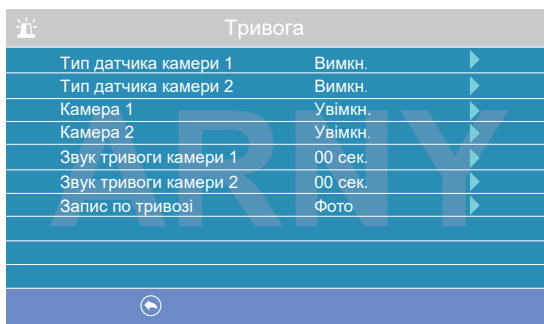 Тривога
Тип датчика камери 1 Вимкн.
Тип датчика камери 2 Вимкн.
Камера 1 Увімкн.
Камера 2 Увімкн.
Звук тривоги камери 1 00 сек.
Звук тривоги камери 2 00 сек.
Запис по тривозі Фото
ARNY